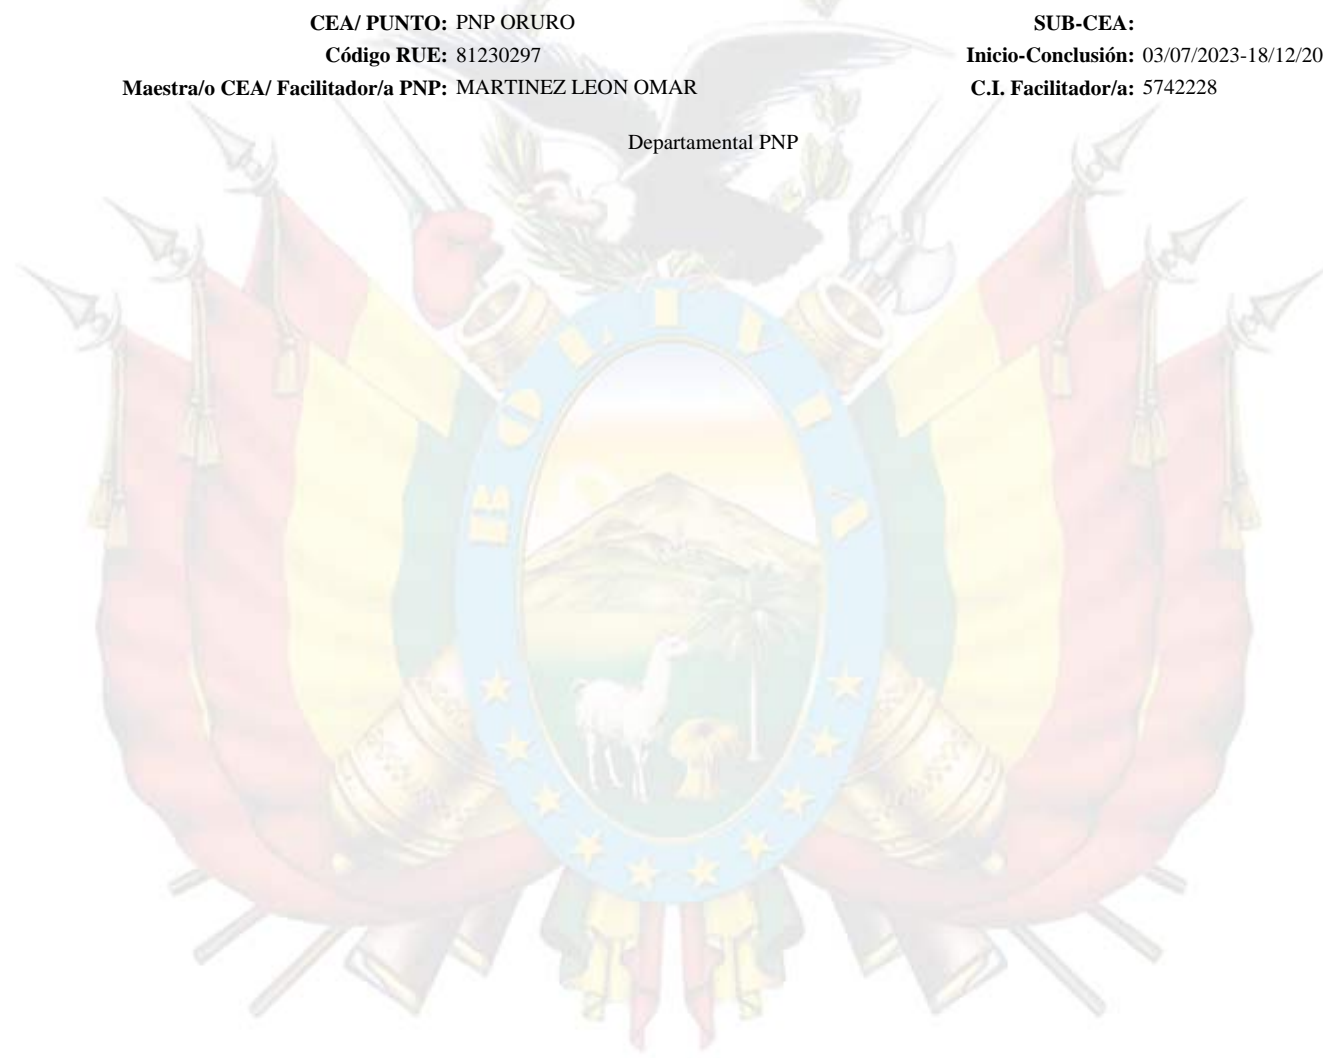 CEA/ PUNTO: PNP ORURO SUB-CEA:
Código RUE: 81230297 Inicio-Conclusión: 03/07/2023-18/12/20
Maestra/o CEA/ Facilitador/a PNP: MARTINEZ LEON OMAR C.I. Facilitador/a: 5742228
Departamental PNP
BOLIVIA